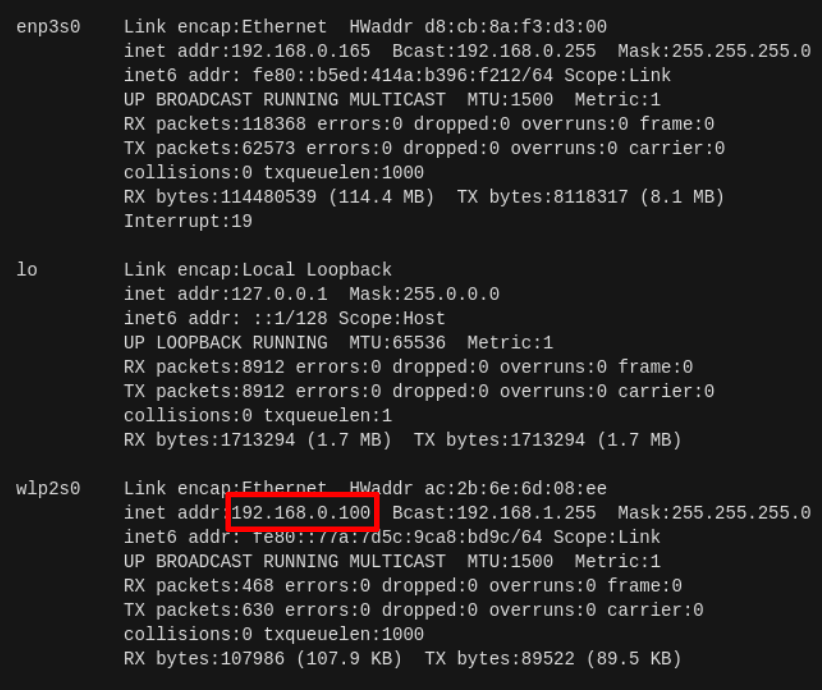 enp3s0    Link encap:Ethernet  HWaddr d8:cb:8a:f3:d3:00
          inet addr:192.168.0.165  Bcast:192.168.0.255  Mask:255.255.255.0
          inet6 addr: fe80::b5ed:414a:b396:f212/64 Scope:Link
          UP BROADCAST RUNNING MULTICAST  MTU:1500  Metric:1
          RX packets:118368 errors:0 dropped:0 overruns:0 frame:0
          TX packets:62573 errors:0 dropped:0 overruns:0 carrier:0
          collisions:0 txqueuelen:1000
          RX bytes:114480539 (114.4 MB)  TX bytes:8118317 (8.1 MB)
          Interrupt:19

lo        Link encap:Local Loopback
          inet addr:127.0.0.1  Mask:255.0.0.0
          inet6 addr: ::1/128 Scope:Host
          UP LOOPBACK RUNNING  MTU:65536  Metric:1
          RX packets:8912 errors:0 dropped:0 overruns:0 frame:0
          TX packets:8912 errors:0 dropped:0 overruns:0 carrier:0
          collisions:0 txqueuelen:1
          RX bytes:1713294 (1.7 MB)  TX bytes:1713294 (1.7 MB)

wlp2s0    Link encap:Ethernet  HWaddr ac:2b:6e:6d:08:ee
          inet addr:192.168.0.100  Bcast:192.168.1.255  Mask:255.255.255.0
          inet6 addr: fe80::77a:7d5c:9ca8:bd9c/64 Scope:Link
          UP BROADCAST RUNNING MULTICAST  MTU:1500  Metric:1
          RX packets:468 errors:0 dropped:0 overruns:0 frame:0
          TX packets:630 errors:0 dropped:0 overruns:0 carrier:0
          collisions:0 txqueuelen:1000
          RX bytes:107986 (107.9 KB)  TX bytes:89522 (89.5 KB)